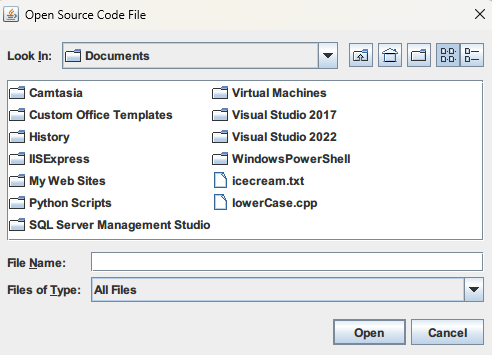 Open Source Code File
Look In: Documents
Camtasia
Custom Office Templates
History
IISExpress
My Web Sites
Python Scripts
SQL Server Management Studio
Virtual Machines
Visual Studio 2017
Visual Studio 2022
WindowsPowerShell
icecream.txt
lowerCase.cpp
File Name:
Files of Type: All Files
Open Cancel